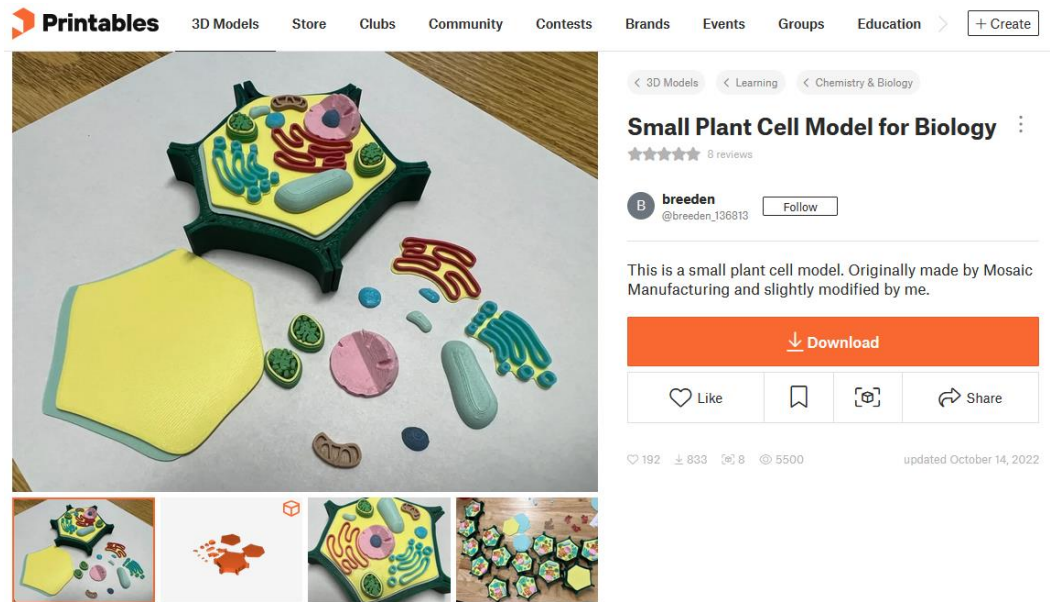 Printables
3D Models Store Clubs Community Contests Brands Events Groups Education + Create
3D Models Learning Chemistry & Biology
Small Plant Cell Model for Biology
8 reviews
B
breeden
@breeden_136813
Follow
This is a small plant cell model. Originally made by Mosaic
Manufacturing and slightly modified by me.
Download
Like Share
192 833 8 5500 updated October 14, 2022